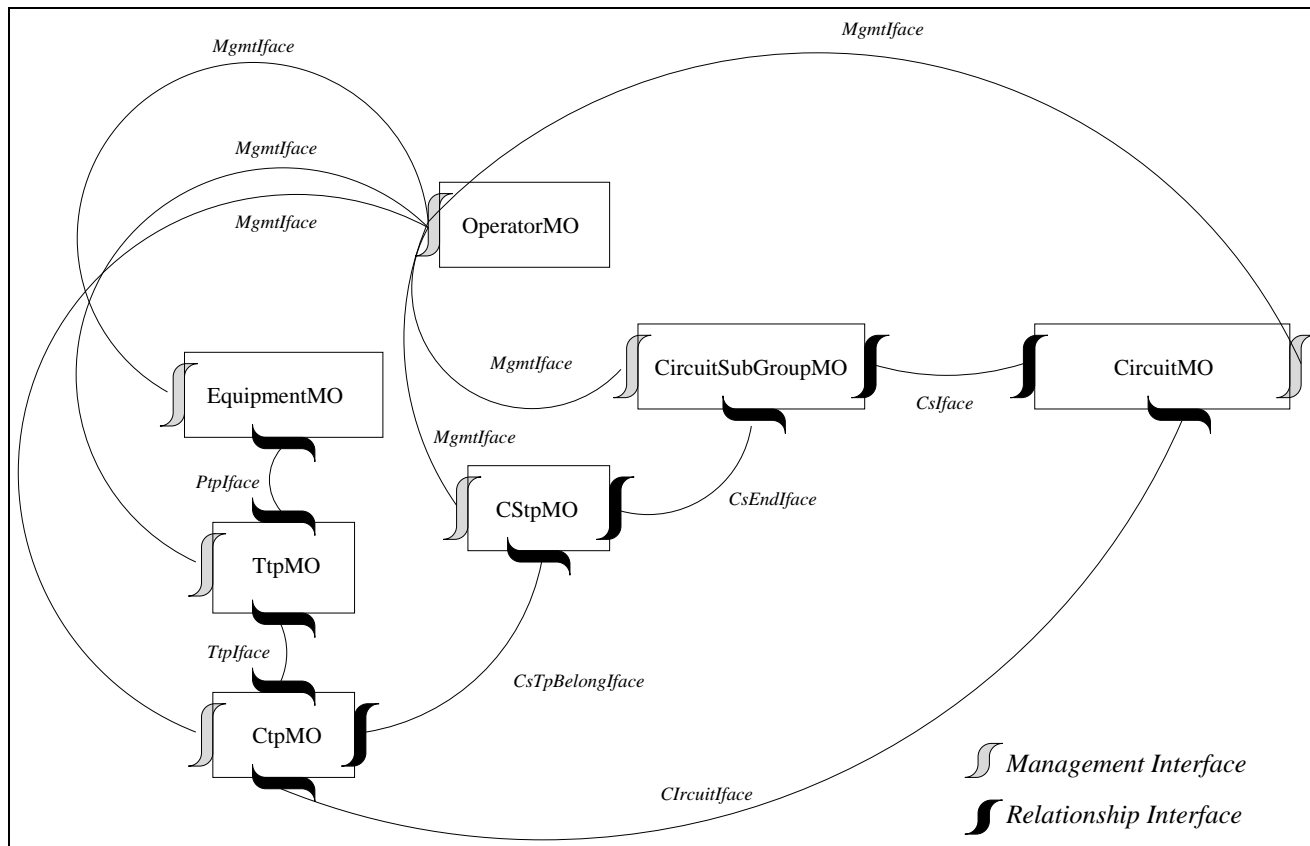 MgmtIface
MgmtIface
MgmtIface
MgmtIface
OperatorMO
EquipmentMO
MgmtIface
CircuitSubGroupMO
CsIface
CircuitMO
MgmtIface
PtpIface
CStpMO
CsEndIface
TtpMO
TtpIface
CsTpBelongIface
CtpMO
CIrcuitIface
Management Interface
Relationship Interface